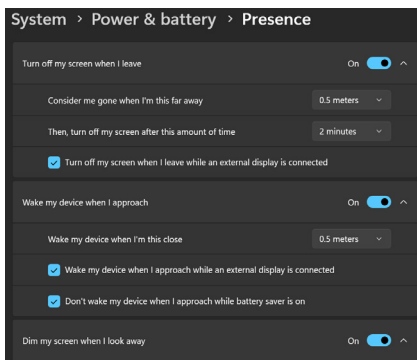 System > Power & battery > Presence
Turn off my screen when I leave On
Consider me gone when I'm this far away 0.5 meters
Then, turn off my screen after this amount of time 2 minutes
Turn off my screen when I leave while an external display is connected
Wake my device when I approach On
Wake my device when I'm this close 0.5 meters
Wake my device when I approach while an external display is connected
Don't wake my device when I approach while battery saver is on
Dim my screen when I look away On